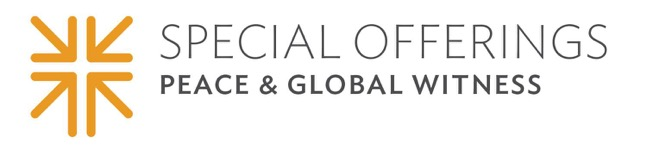 SPECIAL OFFERINGS
PEACE & GLOBAL WITNESS